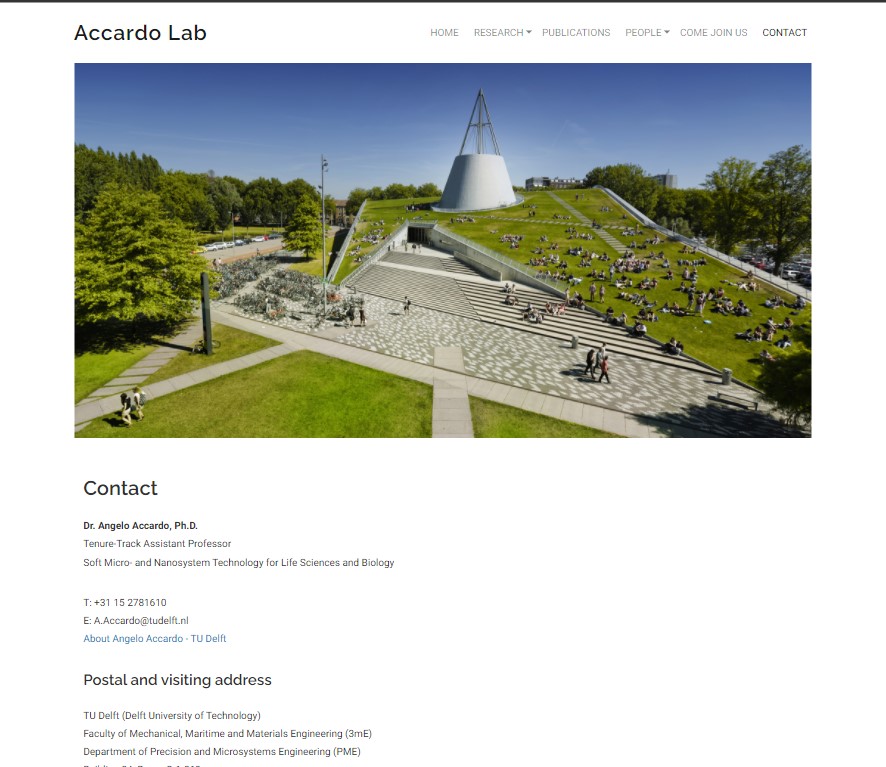 Accardo Lab
HOME RESEARCH PUBLICATIONS PEOPLE COME JOIN US CONTACT
Contact
Dr. Angelo Accardo, Ph.D.
Tenure-Track Assistant Professor
Soft Micro- and Nanosystem Technology for Life Sciences and Biology
T: +31 15 2781610
E: A.Accardo@tudelft.nl
About Angelo Accardo - TU Delft
Postal and visiting address
TU Delft (Delft University of Technology)
Faculty of Mechanical, Maritime and Materials Engineering (3mE)
Department of Precision and Microsystems Engineering (PME)